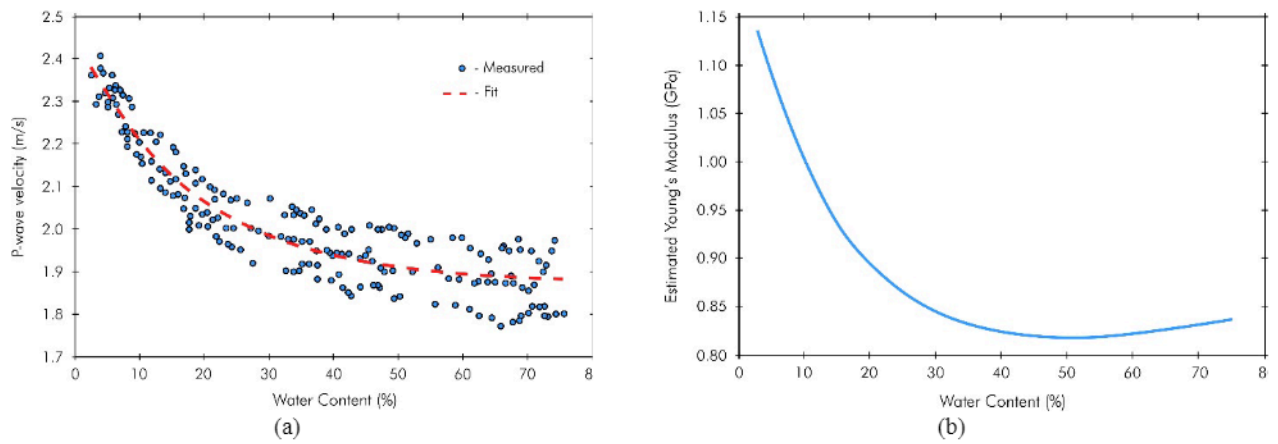 2.5
2.4
2.3
2.2
2.1
2.0
1.9
1.8
1.7
P-wave velocity (m/s)
- Measured
- Fit
0 10 20 30 40 50 60 70 8
Water Content (%)
(a)
1.15
1.10
1.05
1.00
0.95
0.90
0.85
0.80
Estimated Young's Modulus (GPa)
0 10 20 30 40 50 60 70 8
Water Content (%)
(b)